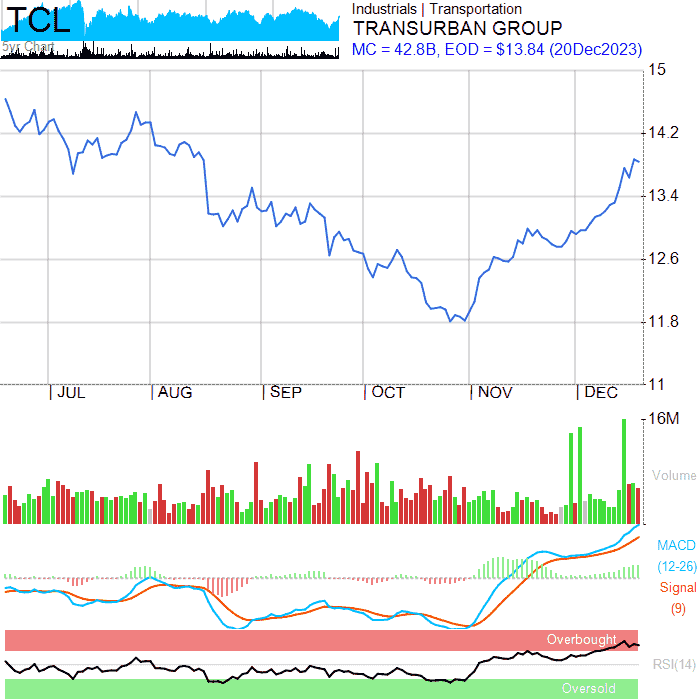 TCL
5yr Chart
Industrials | Transportation
TRANSURBAN GROUP
MC = 42.8B, EOD = $13.84 (20Dec2023)
15
14.2
13.4
12.6
11.8
11
JUL AUG SEP OCT NOV DEC
16M
Volume
MACD
(12-26)
Signal
(9)
Overbought
RSI(14)
Oversold